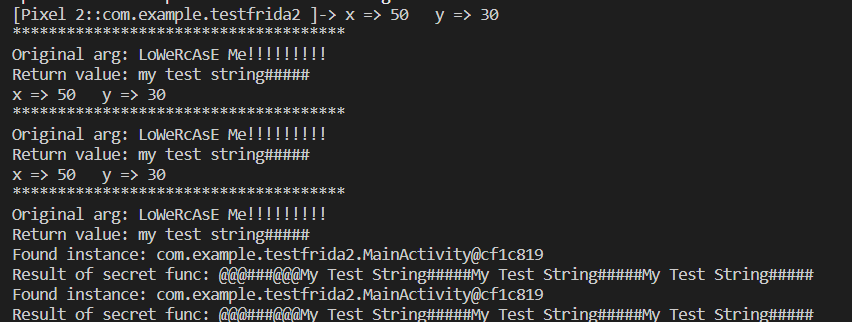 [Pixel 2::com.example.testfrida2 ]-> x => 50   y => 30
*************************************
Original arg: LoWeRcAsE Me!!!!!!!!!
Return value: my test string#####
x => 50   y => 30
*************************************
Original arg: LoWeRcAsE Me!!!!!!!!!
Return value: my test string#####
x => 50   y => 30
*************************************
Original arg: LoWeRcAsE Me!!!!!!!!!
Return value: my test string#####
Found instance: com.example.testfrida2.MainActivity@cf1c819
Result of secret func: @@@###@@@My Test String#####My Test String#####My Test String#####
Found instance: com.example.testfrida2.MainActivity@cf1c819
Result of secret func: @@@###@@@My Test String#####My Test String#####My Test String#####